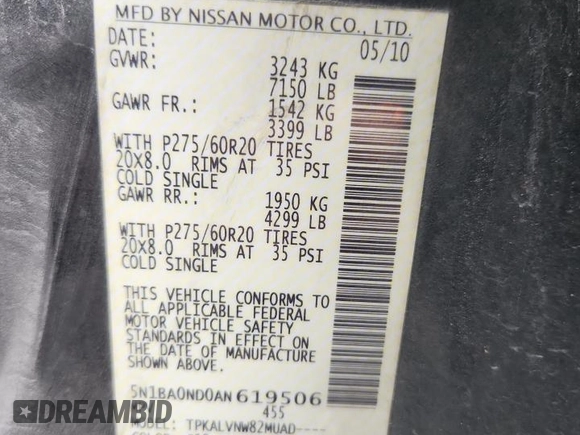 MFD BY NISSAN MOTOR CO., LTD.
DATE: 05/10
GVWR: 3243 KG
7150 LB
GAWR FR.: 1542 KG
3399 LB
WITH P275/60R20 TIRES
20X8.0 RIMS AT 35 PSI
COLD SINGLE
GAWR RR.: 1950 KG
4299 LB
WITH P275/60R20 TIRES
20X8.0 RIMS AT 35 PSI
COLD SINGLE
THIS VEHICLE CONFORMS TO
ALL APPLICABLE FEDERAL
MOTOR VEHICLE SAFETY
STANDARDS IN EFFECT ON
THE DATE OF MANUFACTURE
SHOWN ABOVE.
5N1BA0ND0AN619506
455
MODEL: TPKALVNW82MUAD----
DREAMBID